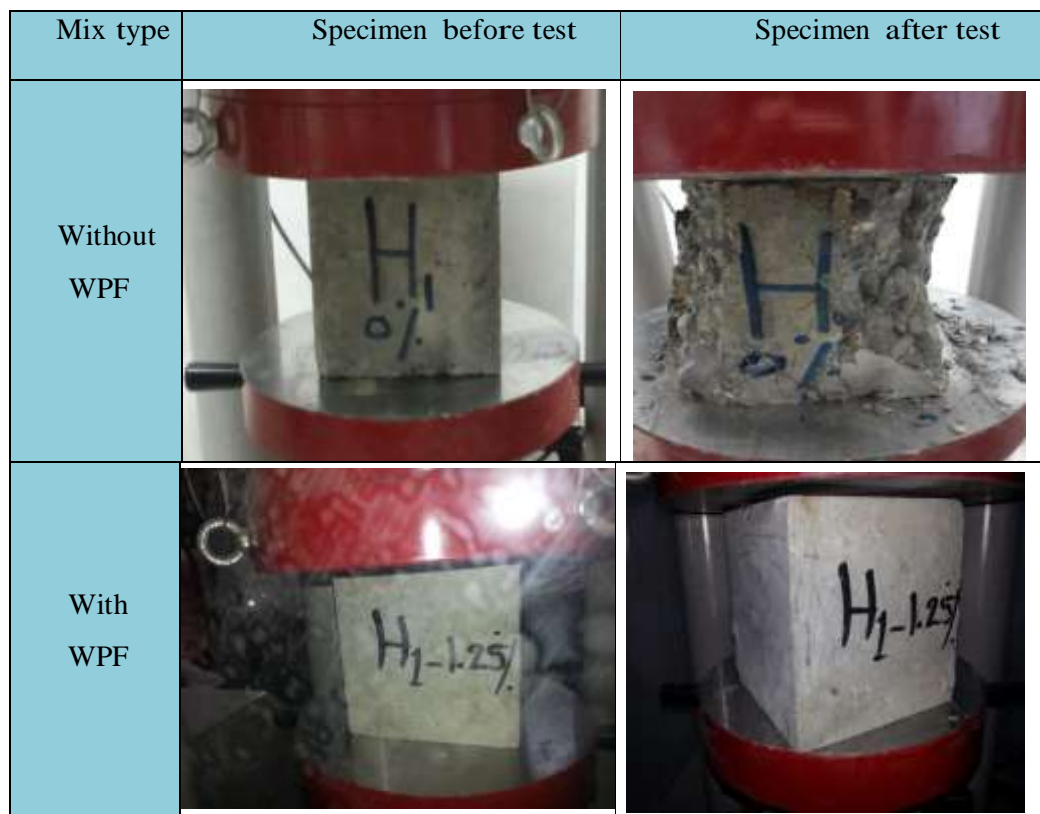 Mix type Specimen before test Specimen after test
Without
WPF
H1
0%
H
0%
With
WPF
H1-1.25%
H1-1.25%